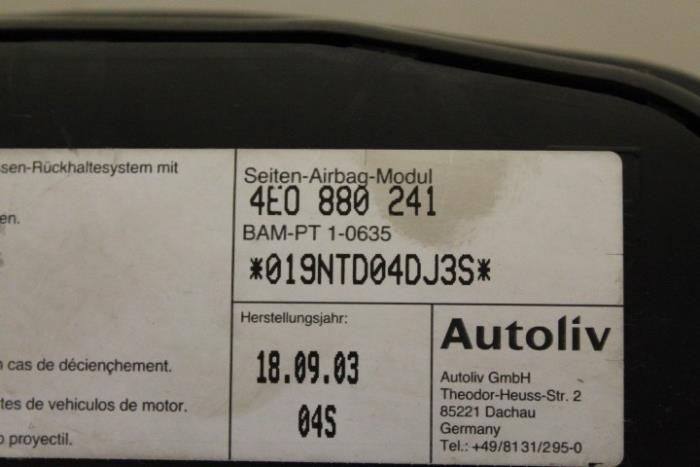 ssen-Rückhaltesystem mit
en.
n cas de décienchement.
tes de vehiculos de motor.
o proyectil.
Seiten-Airbag-Modul
4E0 880 241
BAM-PT 1-0635
*019NTD04DJ3S*
Herstellungsjahr:
18.09.03
04S
Autoliv
Autoliv GmbH
Theodor-Heuss-Str. 2
85221 Dachau
Germany
Tel.: +49/8131/295-0